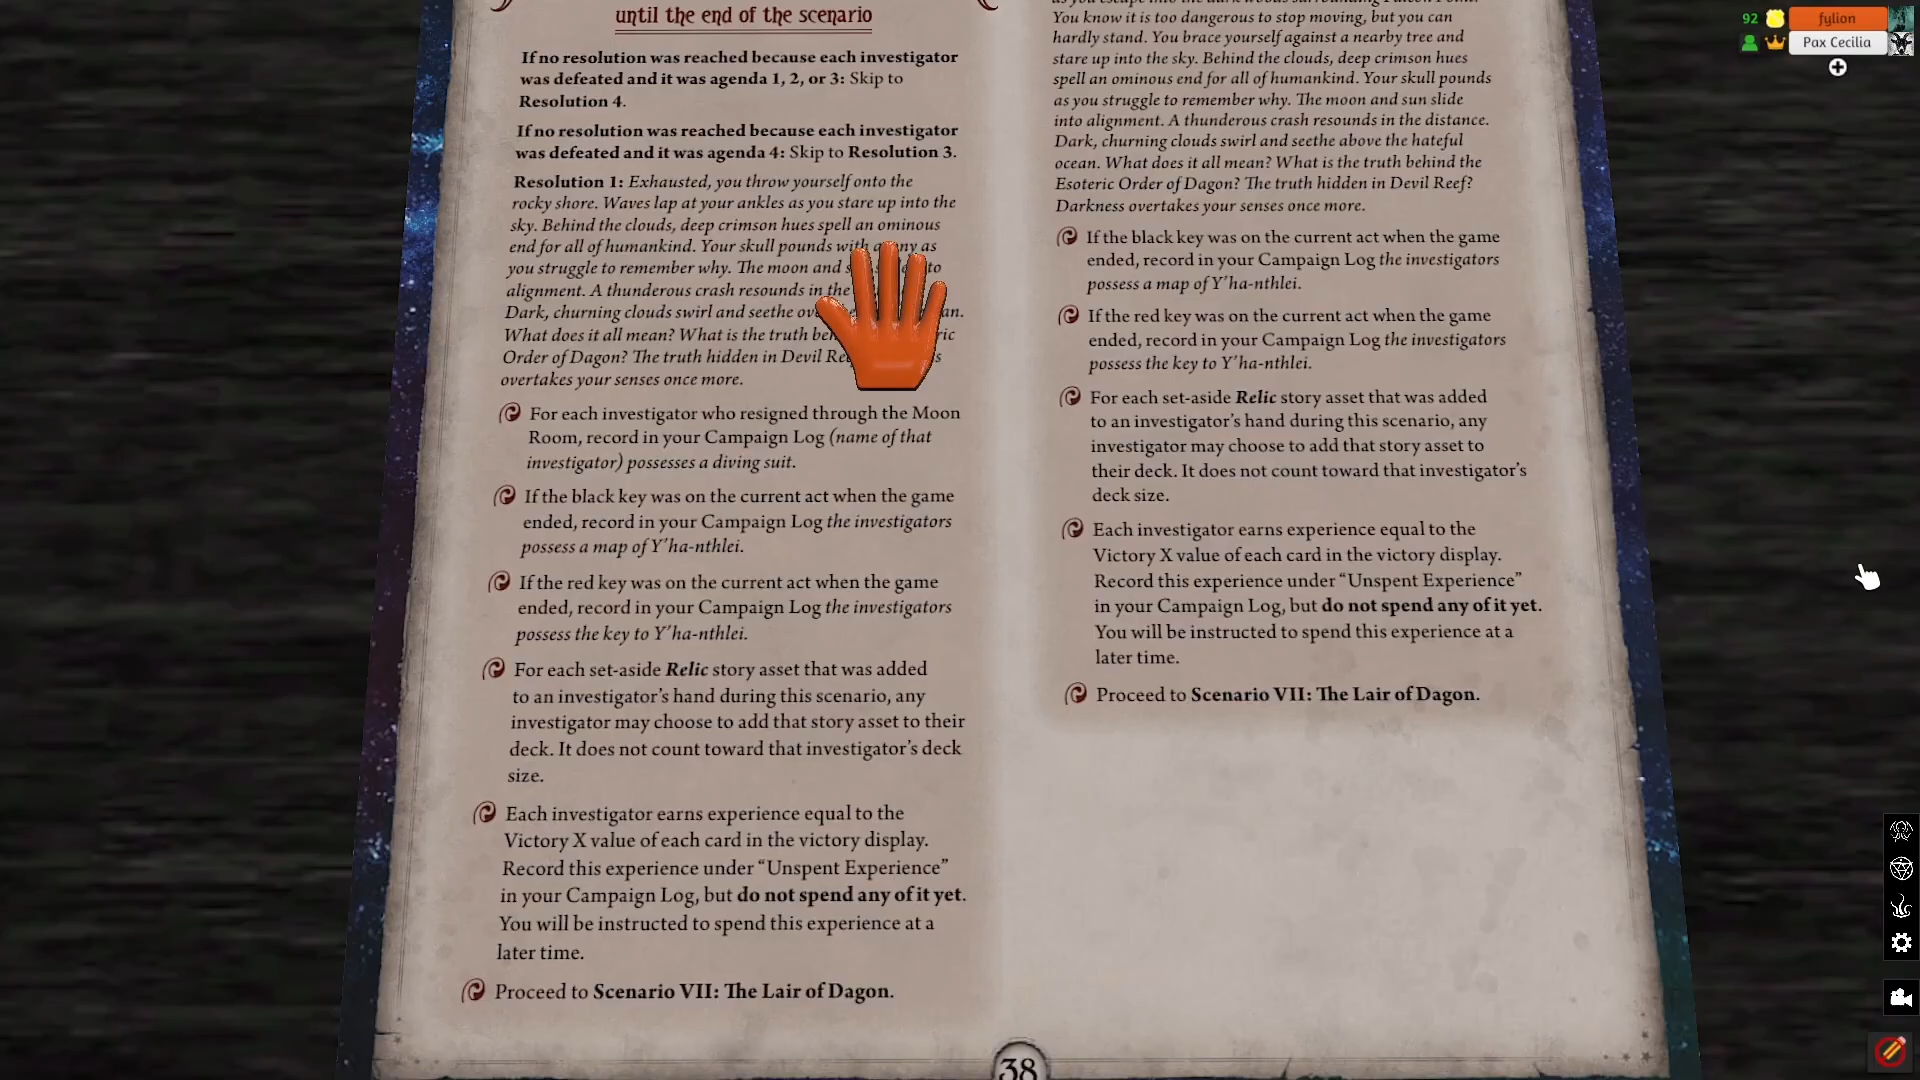 until the end of the scenario
If no resolution was reached because each investigator
was defeated and it was agenda 1, 2, or 3: Skip to
Resolution 4.
If no resolution was reached because each investigator
was defeated and it was agenda 4: Skip to Resolution 3.
Resolution 1: Exhausted, you throw yourself onto the
rocky shore. Waves lap at your ankles as you stare up into the
sky. Behind the clouds, deep crimson hues spell an ominous
end for all of humankind. Your skull pounds with as
you struggle to remember why. The moon and to
alignment. A thunderous crash resounds in the
Dark, churning clouds swirl and seethe
What does it all mean? What is the truth
Order of Dagon? The truth hidden in Devil
overtakes your senses once more.
For each investigator who resigned through the Moon
Room, record in your Campaign Log (name of that
investigator) possesses a diving suit.
If the black key was on the current act when the game
ended, record in your Campaign Log the investigators
possess a map of Y'ha-nthlei.
If the red key was on the current act when the game
ended, record in your Campaign Log the investigators
possess the key to Y'ha-nthlei.
For each set-aside Relic story asset that was added
to an investigator's hand during this scenario, any
investigator may choose to add that story asset to their
deck. It does not count toward that investigator's deck
size.
Each investigator earns experience equal to the
Victory X value of each card in the victory display.
Record this experience under “Unspent Experience”
in your Campaign Log, but do not spend any of it yet.
You will be instructed to spend this experience at a
later time.
Proceed to Scenario VII: The Lair of Dagon.
You know it is too dangerous to stop moving, but you can
hardly stand. You brace yourself against a nearby tree and
stare up into the sky. Behind the clouds, deep crimson hues
spell an ominous end for all of humankind. Your skull pounds
as you struggle to remember why. The moon and sun slide
into alignment. A thunderous crash resounds in the distance.
Dark, churning clouds swirl and seethe above the hateful
ocean. What does it all mean? What is the truth behind the
Esoteric Order of Dagon? The truth hidden in Devil Reef?
Darkness overtakes your senses once more.
If the black key was on the current act when the game
ended, record in your Campaign Log the investigators
possess a map of Y'ha-nthlei.
If the red key was on the current act when the game
ended, record in your Campaign Log the investigators
possess the key to Y'ha-nthlei.
For each set-aside Relic story asset that was added
to an investigator's hand during this scenario, any
investigator may choose to add that story asset to
their deck. It does not count toward that investigator's
deck size.
Each investigator earns experience equal to the
Victory X value of each card in the victory display.
Record this experience under “Unspent Experience”
in your Campaign Log, but do not spend any of it yet.
You will be instructed to spend this experience at a
later time.
Proceed to Scenario VII: The Lair of Dagon.
38
92 fylion
Pax Cecilia